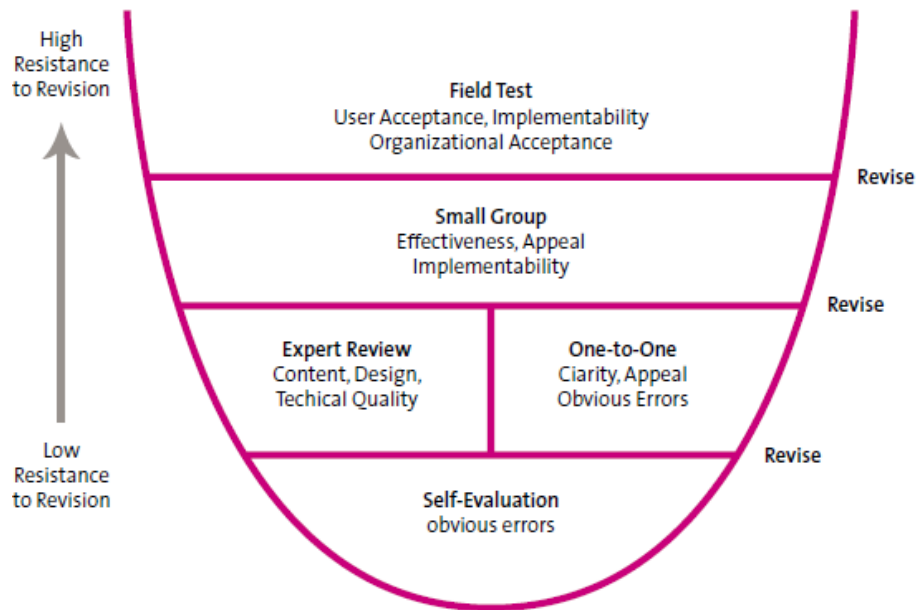 High
Resistance
to Revision
Field Test
User Acceptance, Implementability
Organizational Acceptance
Revise
Small Group
Effectiveness, Appeal
Implementability
Revise
Expert Review
Content, Design,
Techical Quality
One-to-One
Clarity, Appeal
Obvious Errors
Low
Resistance
to Revision
Revise
Self-Evaluation
obvious errors